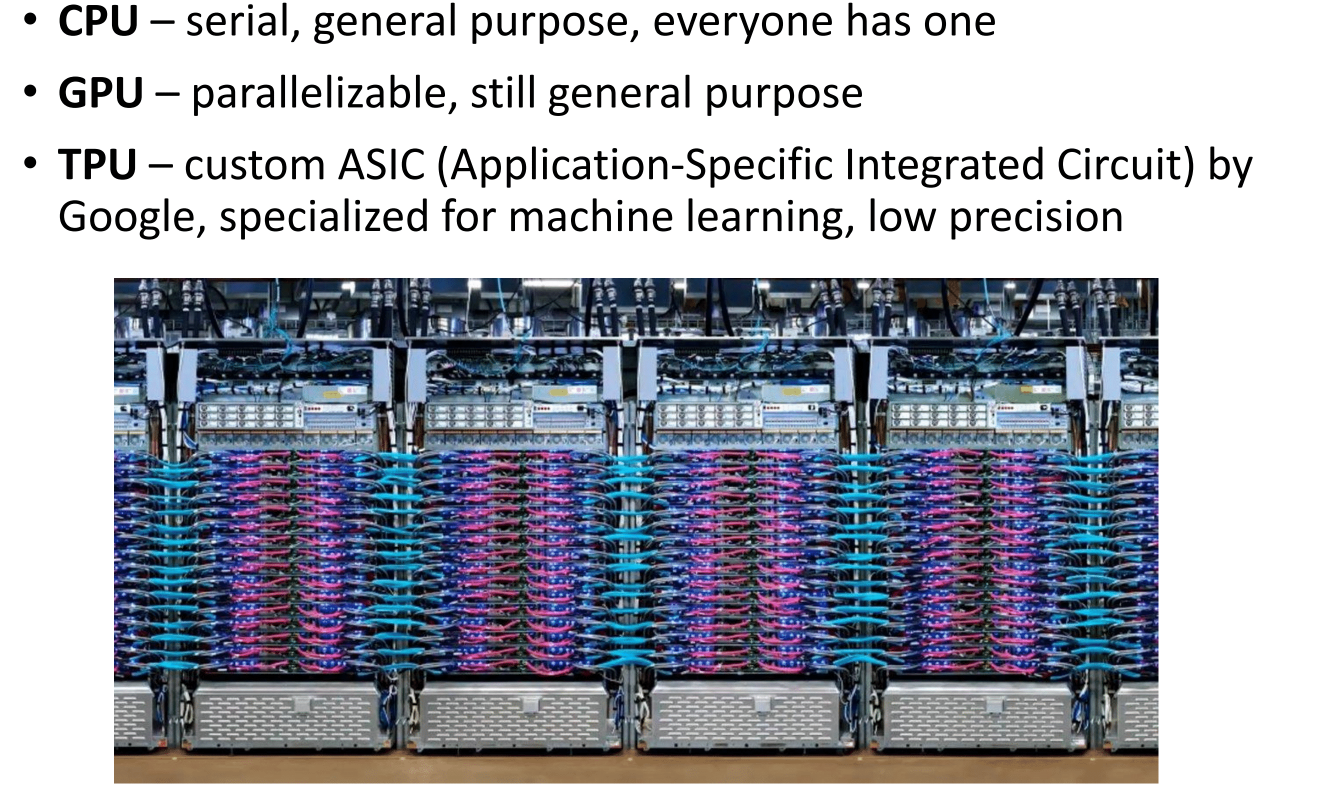 • CPU – serial, general purpose, everyone has one
• GPU – parallelizable, still general purpose
• TPU – custom ASIC (Application-Specific Integrated Circuit) by
Google, specialized for machine learning, low precision